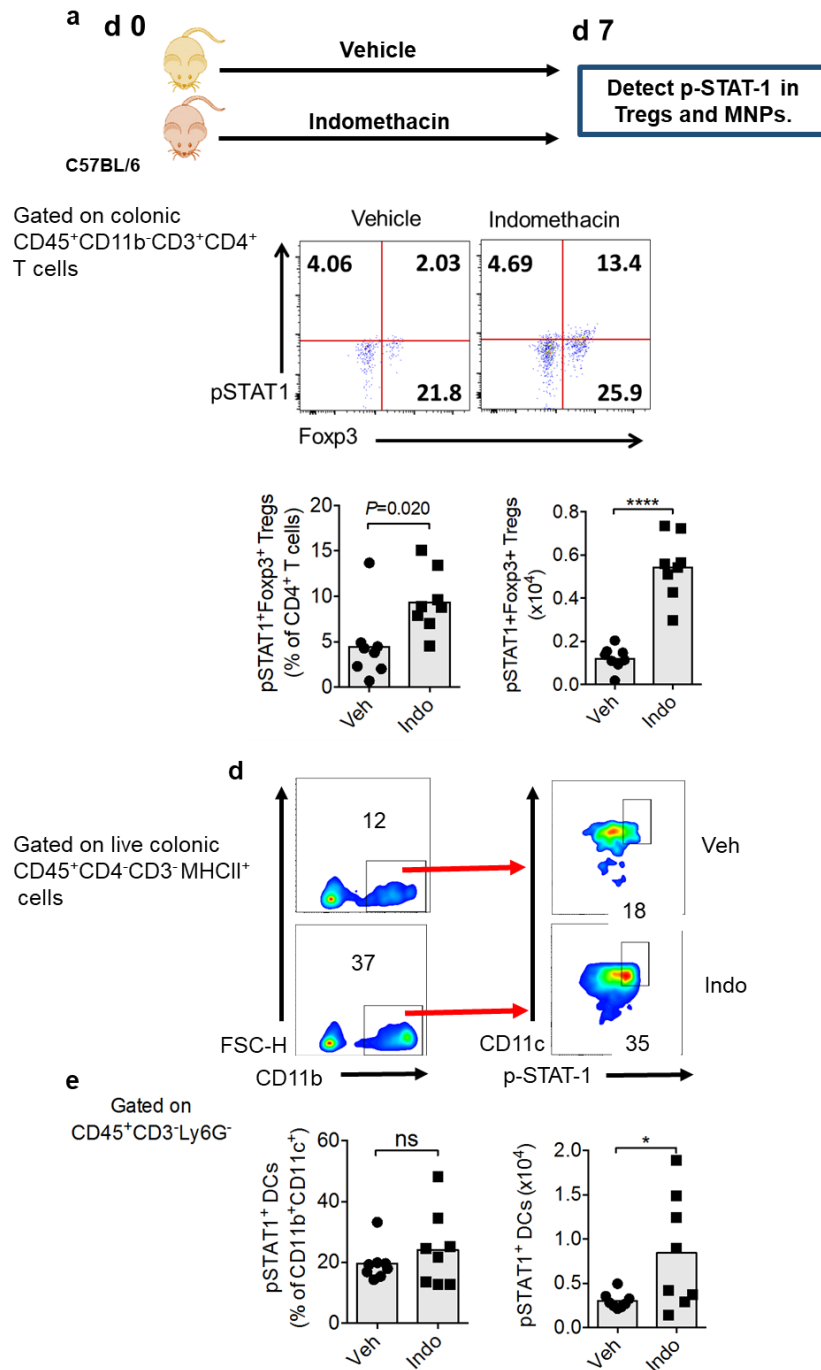 a
d 0
d 7
Vehicle
Indomethacin
C57BL/6
Detect p-STAT-1 in
Tregs and MNPs.
Gated on colonic
CD45⁺CD11b⁻CD3⁺CD4⁺
T cells
Vehicle
Indomethacin
4.06
2.03
21.8
4.69
13.4
25.9
pSTAT1
Foxp3
pSTAT1⁺Foxp3⁺ Tregs
(% of CD4⁺ T cells)
20
15
10
5
0
P=0.020
Veh
Indo
pSTAT1+Foxp3+ Tregs
(x10⁴)
0.8
0.6
0.4
0.2
0.0
****
Veh
Indo
d
Gated on live colonic
CD45⁺CD4⁻CD3⁻MHCII⁺
cells
12
37
FSC-H
CD11b
18
35
CD11c
p-STAT-1
Veh
Indo
e
Gated on
CD45⁺CD3⁻Ly6G⁻
pSTAT1⁺ DCs
(% of CD11b⁺CD11c⁺)
60
40
20
0
ns
Veh
Indo
pSTAT1⁺ DCs (x10⁴)
2.0
1.5
1.0
0.5
0.0
*
Veh
Indo